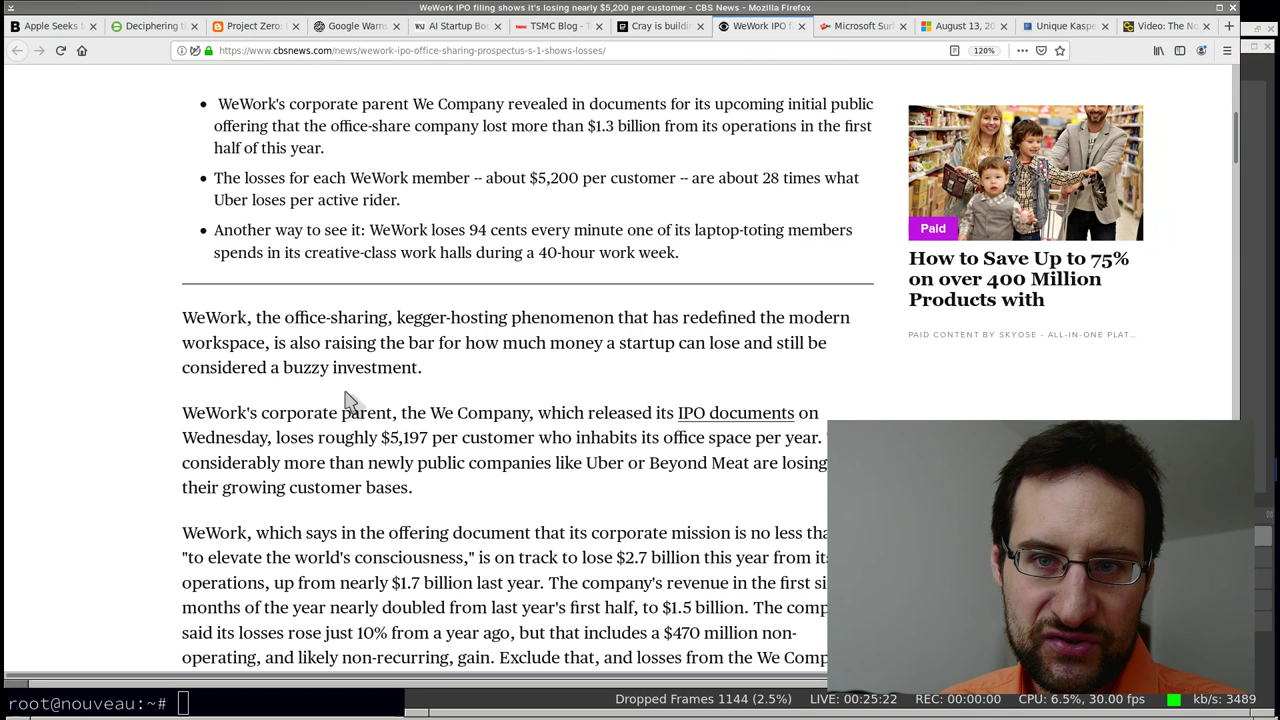 WeWork IPO filing shows it's losing nearly $5,200 per customer - CBS News - Mozilla Firefox
Apple Seeks t
Deciphering th
Project Zero:
Google Warns
AI Startup Boo
TSMC Blog - T
Cray is buildin
WeWork IPO f
Microsoft Surf
August 13, 20
Unique Kaspe
Video: The No
https://www.cbsnews.com/news/wework-ipo-office-sharing-prospectus-s-1-shows-losses/
120%
WeWork's corporate parent We Company revealed in documents for its upcoming initial public
offering that the office-share company lost more than $1.3 billion from its operations in the first
half of this year.
The losses for each WeWork member -- about $5,200 per customer -- are about 28 times what
Uber loses per active rider.
Another way to see it: WeWork loses 94 cents every minute one of its laptop-toting members
spends in its creative-class work halls during a 40-hour work week.
Paid
How to Save Up to 75%
on over 400 Million
Products with
PAID CONTENT BY SKYOSE - ALL-IN-ONE PLAT...
WeWork, the office-sharing, kegger-hosting phenomenon that has redefined the modern
workspace, is also raising the bar for how much money a startup can lose and still be
considered a buzzy investment.
WeWork's corporate parent, the We Company, which released its IPO documents on
Wednesday, loses roughly $5,197 per customer who inhabits its office space per year.
considerably more than newly public companies like Uber or Beyond Meat are losing
their growing customer bases.
WeWork, which says in the offering document that its corporate mission is no less tha
"to elevate the world's consciousness," is on track to lose $2.7 billion this year from it
operations, up from nearly $1.7 billion last year. The company's revenue in the first si
months of the year nearly doubled from last year's first half, to $1.5 billion. The comp
said its losses rose just 10% from a year ago, but that includes a $470 million non-
operating, and likely non-recurring, gain. Exclude that, and losses from the We Comp
root@nouveau:~#
Dropped Frames 1144 (2.5%)
LIVE: 00:25:22
REC: 00:00:00
CPU: 6.5%, 30.00 fps
kb/s: 3489